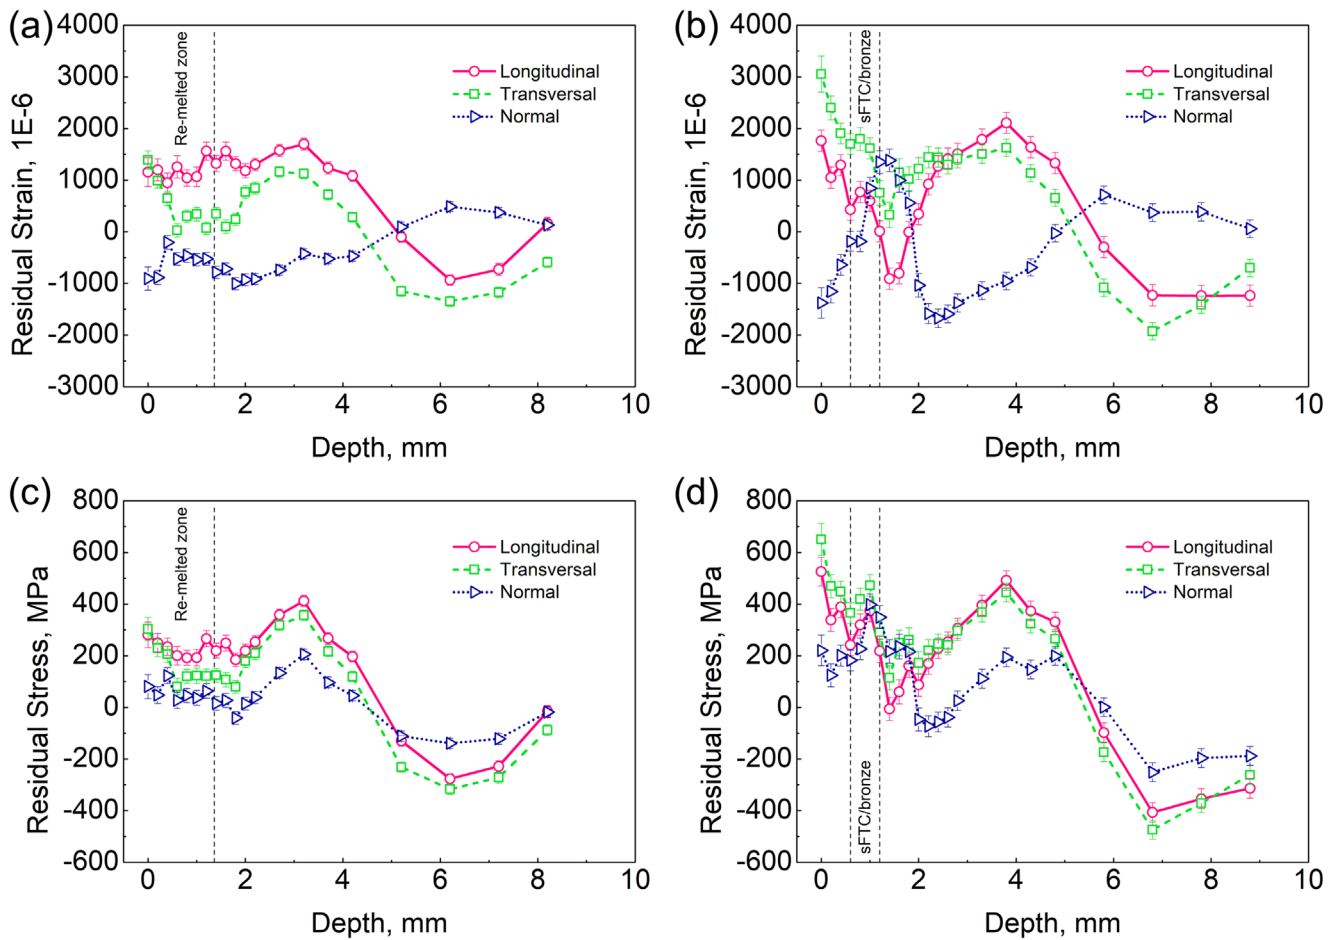 (a)
4000
3000
2000
1000
0
-1000
-2000
-3000
Residual Strain, 1E-6
Re-melted zone
Longitudinal
Transversal
Normal
0 2 4 6 8 10
Depth, mm
(b)
4000
3000
2000
1000
0
-1000
-2000
-3000
Residual Strain, 1E-6
sFTC/bronze
Longitudinal
Transversal
Normal
0 2 4 6 8 10
Depth, mm
(c)
800
600
400
200
0
-200
-400
-600
Residual Stress, MPa
Re-melted zone
Longitudinal
Transversal
Normal
0 2 4 6 8 10
Depth, mm
(d)
800
600
400
200
0
-200
-400
-600
Residual Stress, MPa
sFTC/bronze
Longitudinal
Transversal
Normal
0 2 4 6 8 10
Depth, mm